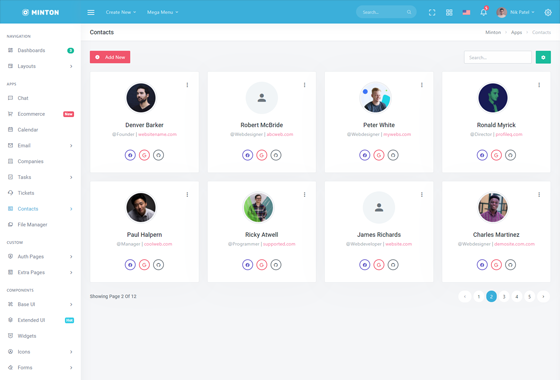 MINTON
Create New
Mega Menu
Search...
5
Nik Patel
Contacts
Minton > Apps > Contacts
NAVIGATION
Dashboards
3
Layouts
APPS
Chat
Ecommerce
New
Calendar
Email
Companies
Tasks
Tickets
Contacts
File Manager
CUSTOM
Auth Pages
Extra Pages
COMPONENTS
Base UI
Extended UI
Hot
Widgets
Icons
Forms
Add New
Search...
Denver Barker
@Founder | websitename.com
Robert McBride
@Webdesigner | abcweb.com
Peter White
@Webdesigner | mywebs.com
Ronald Myrick
@Director | profileq.com
Paul Halpern
@Manager | coolweb.com
Ricky Atwell
@Programmer | supported.com
James Richards
@Webdeveloper | website.com
Charles Martinez
@Webdesigner | demosite.com.com
Showing Page 2 Of 12
‹ 1 2 3 4 5 ›